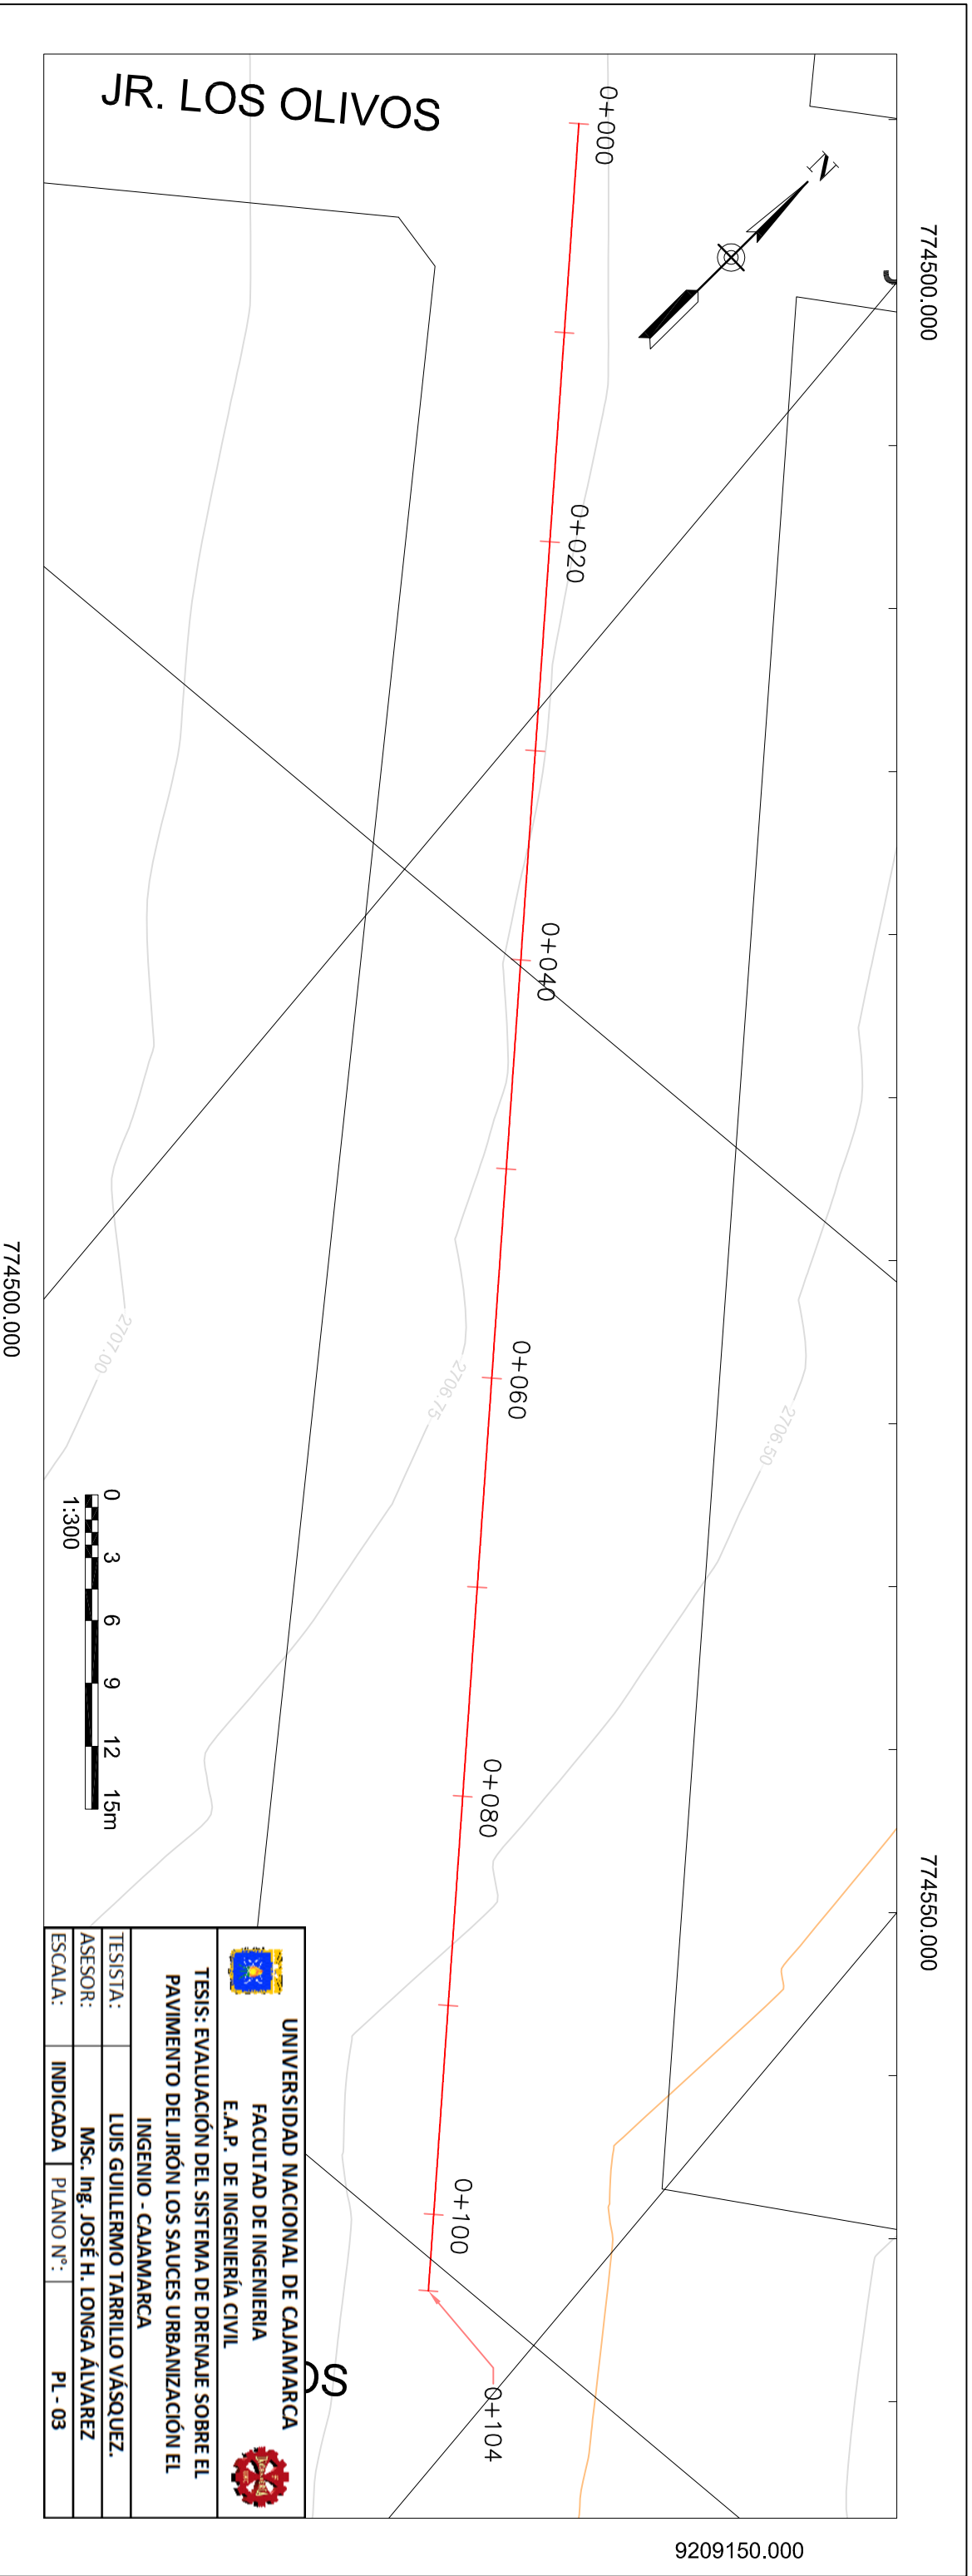 JR. LOS OLIVOS
N
774500.000
774550.000
774500.000
9209150.000
0+000
0+020
0+040
0+060
0+080
0+100
0+104
2707.00
2706.75
2706.50
0 3 6 9 12 15m
1:300
OS
UNIVERSIDAD NACIONAL DE CAJAMARCA
FACULTAD DE INGENIERIA
E.A.P. DE INGENIERÍA CIVIL
TESIS: EVALUACIÓN DEL SISTEMA DE DRENAJE SOBRE EL
PAVIMENTO DEL JIRÓN LOS SAUCES URBANIZACIÓN EL
INGENIO - CAJAMARCA
TESISTA: LUIS GUILLERMO TARRILLO VÁSQUEZ.
ASESOR: MSc. Ing. JOSÉ H. LONGA ÁLVAREZ
ESCALA: INDICADA PLANO N°: PL - 03